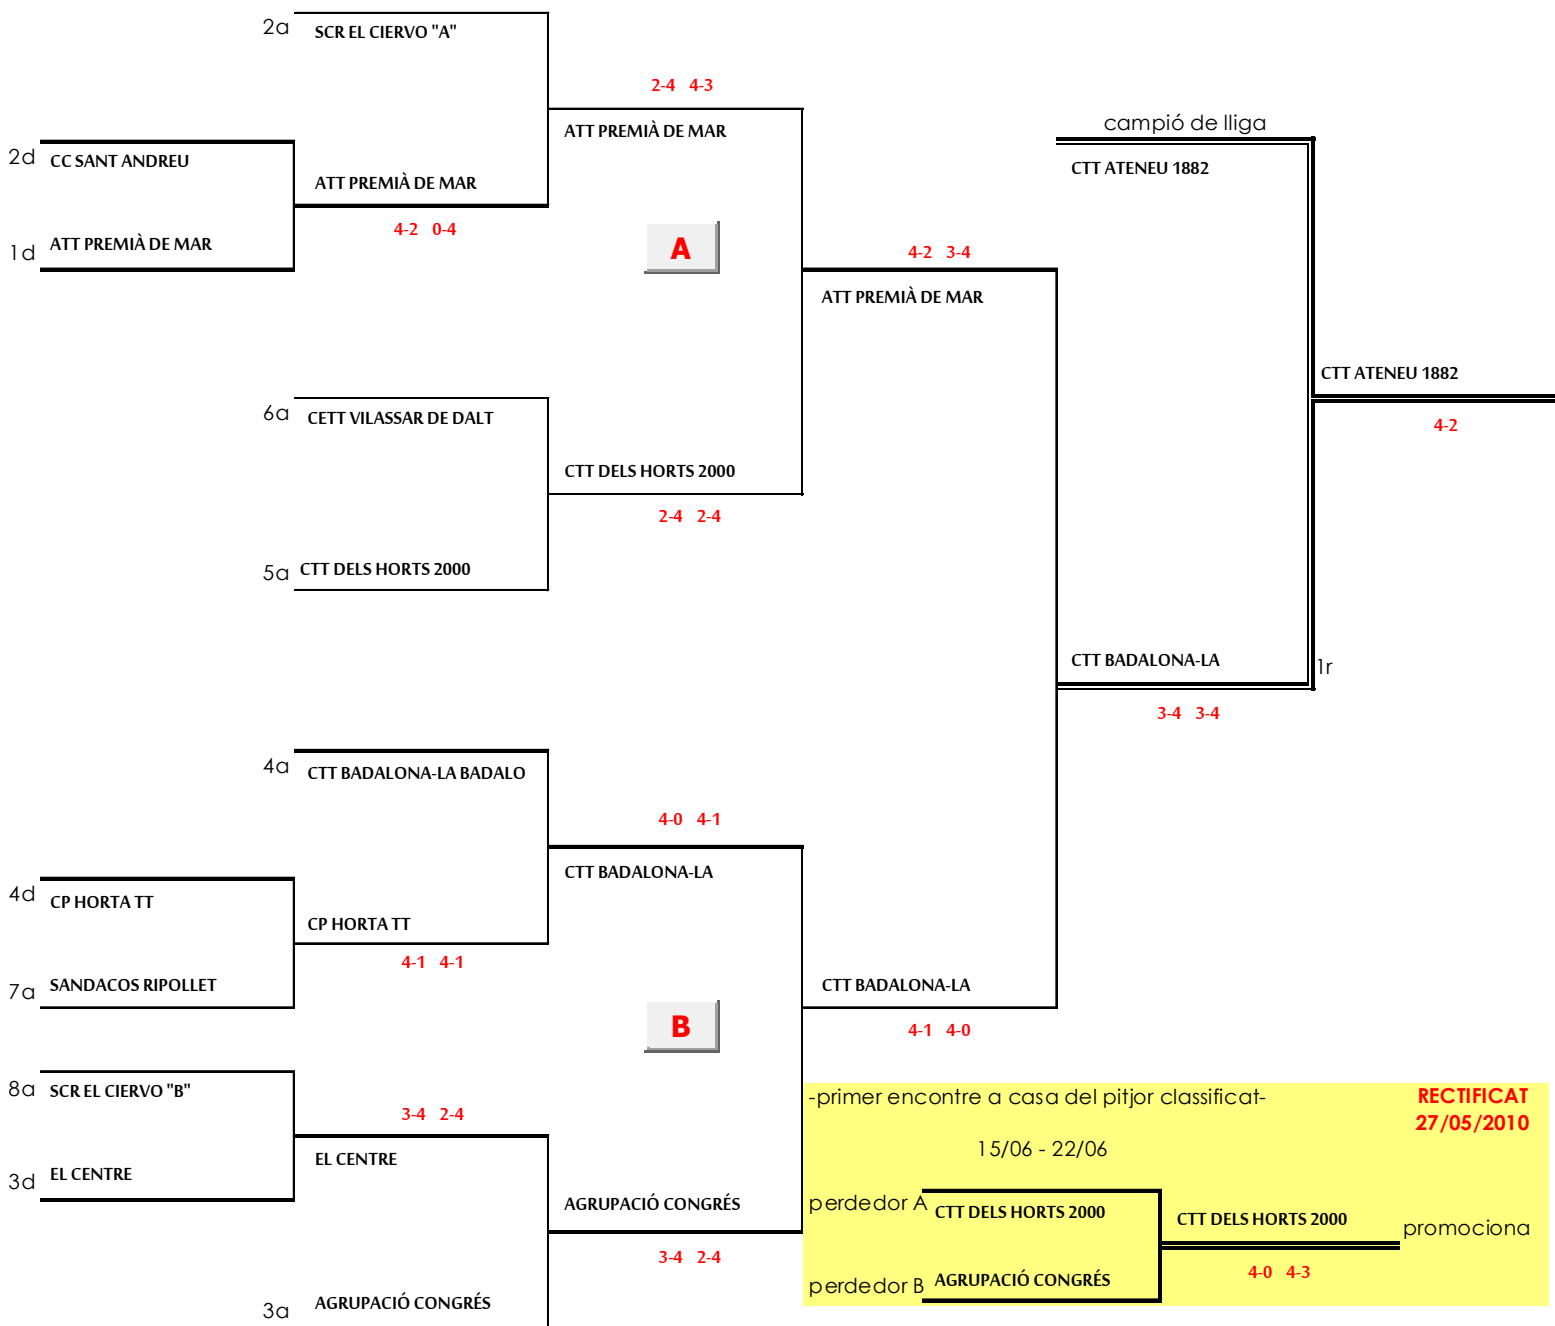 2a SCR EL CIERVO "A"
2-4 4-3
campió de lliga
ATT PREMIÀ DE MAR
2d CC SANT ANDREU
CTT ATENEU 1882
ATT PREMIÀ DE MAR
4-2 0-4
1d ATT PREMIÀ DE MAR
A
4-2 3-4
ATT PREMIÀ DE MAR
CTT ATENEU 1882
4-2
6a CETT VILASSAR DE DALT
CTT DELS HORTS 2000
2-4 2-4
5a CTT DELS HORTS 2000
CTT BADALONA-LA
1r
3-4 3-4
4a CTT BADALONA-LA BADALO
4-0 4-1
CTT BADALONA-LA
4d CP HORTA TT
CP HORTA TT
4-1 4-1
7a SANDACOS RIPOLLET
CTT BADALONA-LA
B
4-1 4-0
8a SCR EL CIERVO "B"
3-4 2-4
EL CENTRE
3d EL CENTRE
AGRUPACIÓ CONGRÉS
3-4 2-4
3a AGRUPACIÓ CONGRÉS
-primer encontre a casa del pitjor classificat-
RECTIFICAT
27/05/2010
15/06 - 22/06
perdedor A CTT DELS HORTS 2000
CTT DELS HORTS 2000 promociona
4-0 4-3
perdedor B AGRUPACIÓ CONGRÉS